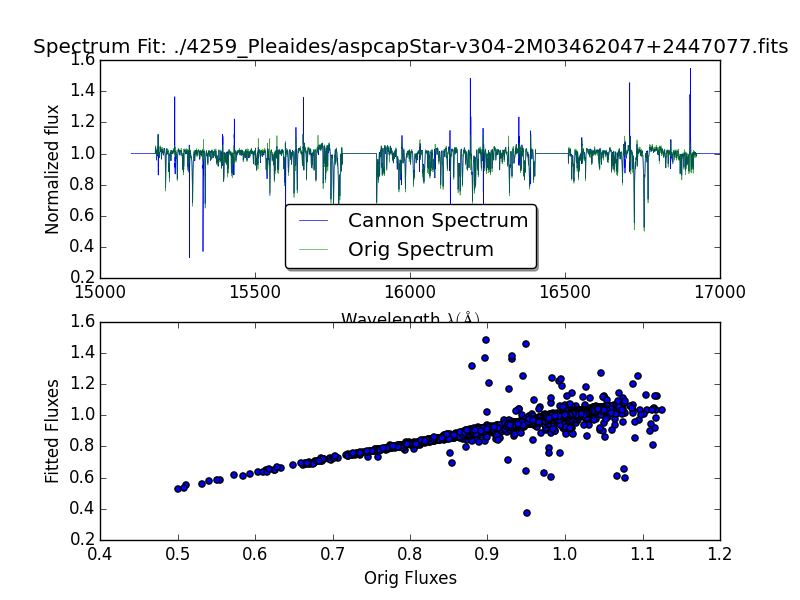 Spectrum Fit: ./4259_Pleaides/aspcapStar-v304-2M03462047+2447077.fits
1.6
1.4
1.2
1.0
0.8
0.6
0.4
0.2
Normalized flux
Cannon Spectrum
Orig Spectrum
15000 15500 16000 16500 17000
Wavelength λ(Å)
1.6
1.4
1.2
1.0
0.8
0.6
0.4
0.2
Fitted Fluxes
0.4 0.5 0.6 0.7 0.8 0.9 1.0 1.1 1.2
Orig Fluxes